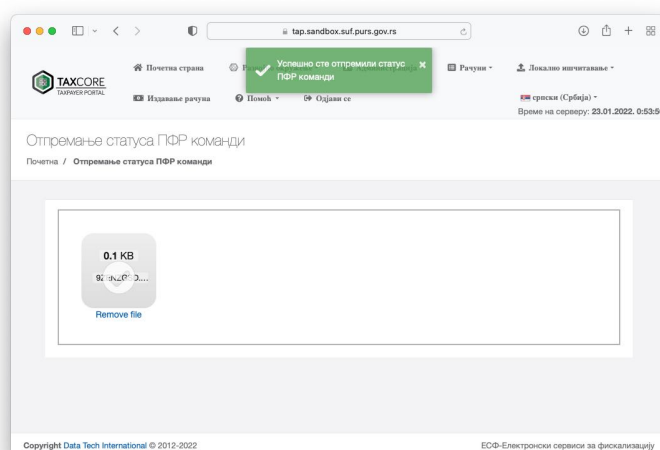 tap.sandbox.suf.purs.gov.rs
Успешно сте отпремили статус ПФР команди
TAXCORE
TAXPAYER PORTAL
Почетна страна
Рачуни
Локално ишчитавање
Издавање рачуна
Помоћ
Одјави се
српски (Србија)
Време на серверу: 23.01.2022. 0:53:5
Отпремање статуса ПФР команди
Почетна / Отпремање статуса ПФР команди
0.1 KB
Remove file
Copyright Data Tech International © 2012-2022
ЕСФ-Електронски сервиси за фискализацију